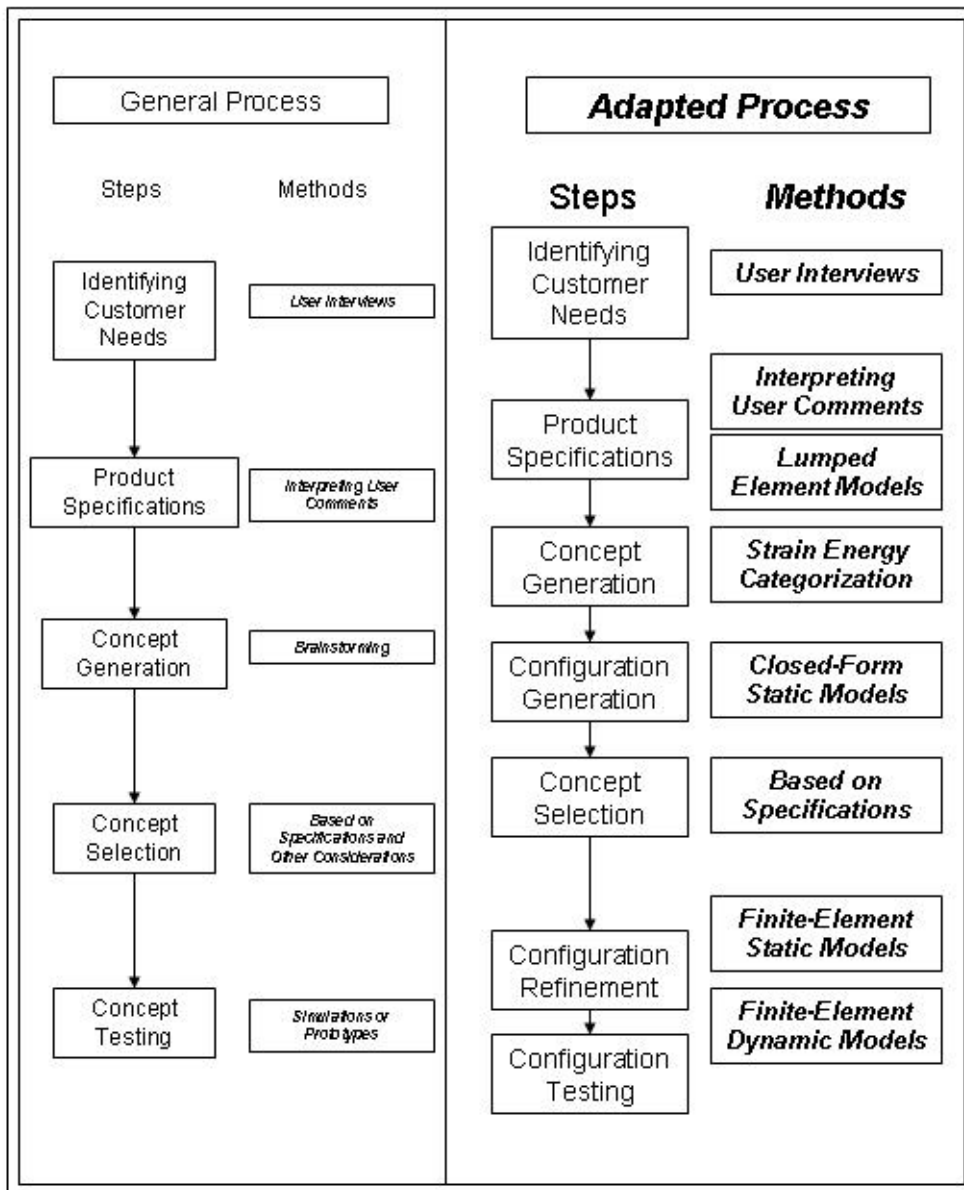 General Process
Steps
Methods
Identifying
Customer
Needs
User Interviews
Product
Specifications
Interpreting User
Comments
Concept
Generation
Brainstorming
Concept
Selection
Based on
Specifications and
Other Considerations
Concept
Testing
Simulations or
Prototypes
Adapted Process
Steps
Methods
Identifying
Customer
Needs
User Interviews
Product
Specifications
Interpreting
User Comments
Lumped
Element Models
Concept
Generation
Strain Energy
Categorization
Configuration
Generation
Closed-Form
Static Models
Concept
Selection
Based on
Specifications
Configuration
Refinement
Finite-Element
Static Models
Configuration
Testing
Finite-Element
Dynamic Models